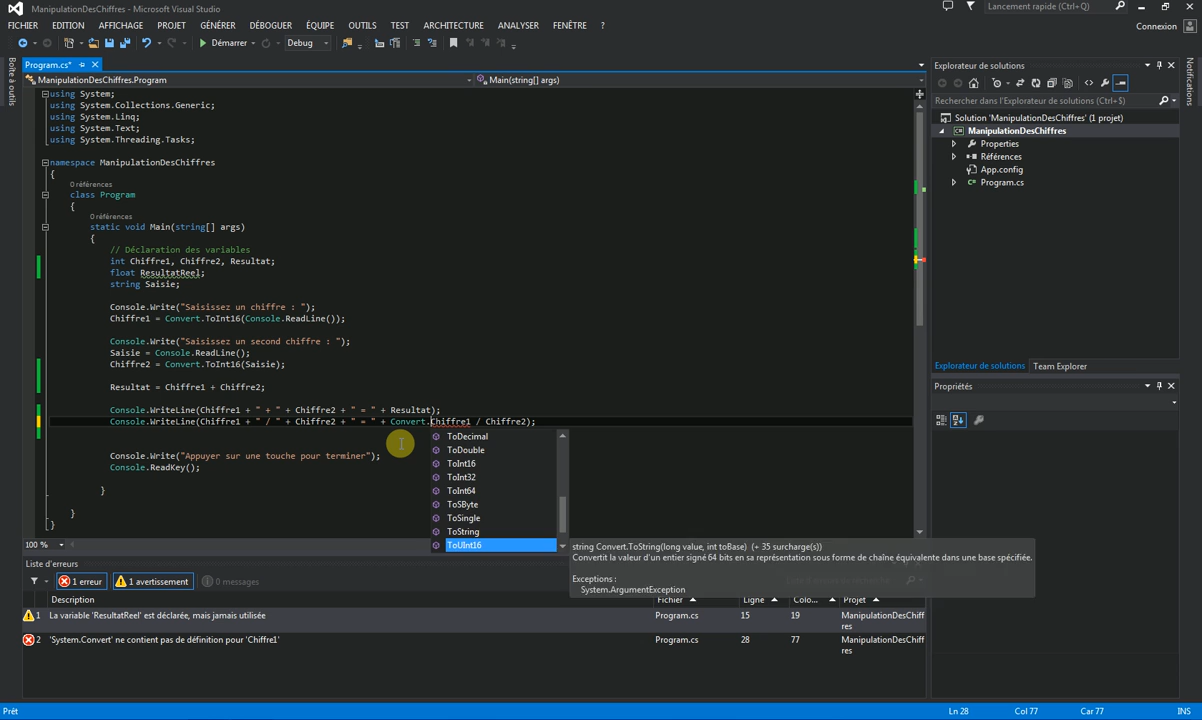 ManipulationDesChiffres - Microsoft Visual Studio
Lancement rapide (Ctrl+Q)
FICHIER EDITION AFFICHAGE PROJET GÉNÉRER DÉBOGUER ÉQUIPE OUTILS TEST ARCHITECTURE ANALYSER FENÊTRE ?
Connexion
Démarrer Debug
Boîte à outils
Program.cs*
ManipulationDesChiffres.Program
Main(string[] args)
using System;
using System.Collections.Generic;
using System.Linq;
using System.Text;
using System.Threading.Tasks;
namespace ManipulationDesChiffres
{
0 références
class Program
{
0 références
static void Main(string[] args)
{
// Déclaration des variables
int Chiffre1, Chiffre2, Resultat;
float ResultatReel;
string Saisie;
Console.Write("Saisissez un chiffre : ");
Chiffre1 = Convert.ToInt16(Console.ReadLine());
Console.Write("Saisissez un second chiffre : ");
Saisie = Console.ReadLine();
Chiffre2 = Convert.ToInt16(Saisie);
Resultat = Chiffre1 + Chiffre2;
Console.WriteLine(Chiffre1 + " + " + Chiffre2 + " = " + Resultat);
Console.WriteLine(Chiffre1 + " / " + Chiffre2 + " = " + Convert.Chiffre1 / Chiffre2);
ToDecimal
ToDouble
ToInt16
ToInt32
ToInt64
ToSByte
ToSingle
ToString
ToUInt16
string Convert.ToString(long value, int toBase) (+ 35 surcharge(s))
Convertit la valeur d'un entier signé 64 bits en sa représentation sous forme de chaîne équivalente dans une base spécifiée.
Exceptions :
System.ArgumentException
Console.Write("Appuyer sur une touche pour terminer");
Console.ReadKey();
}
}
}
100 %
Explorateur de solutions
Rechercher dans l'Explorateur de solutions (Ctrl+$)
Solution 'ManipulationDesChiffres' (1 projet)
ManipulationDesChiffres
Properties
Références
App.config
Program.cs
Explorateur de solutions Team Explorer
Propriétés
Notifications
Liste d'erreurs
1 erreur 1 avertissement 0 messages
Description Fichier Ligne Colo... Projet
1 La variable 'ResultatReel' est déclarée, mais jamais utilisée Program.cs 15 19 ManipulationDesChiff
res
2 'System.Convert' ne contient pas de définition pour 'Chiffre1' Program.cs 28 77 ManipulationDesChiff
res
Prêt Ln 28 Col 77 Car 77 INS